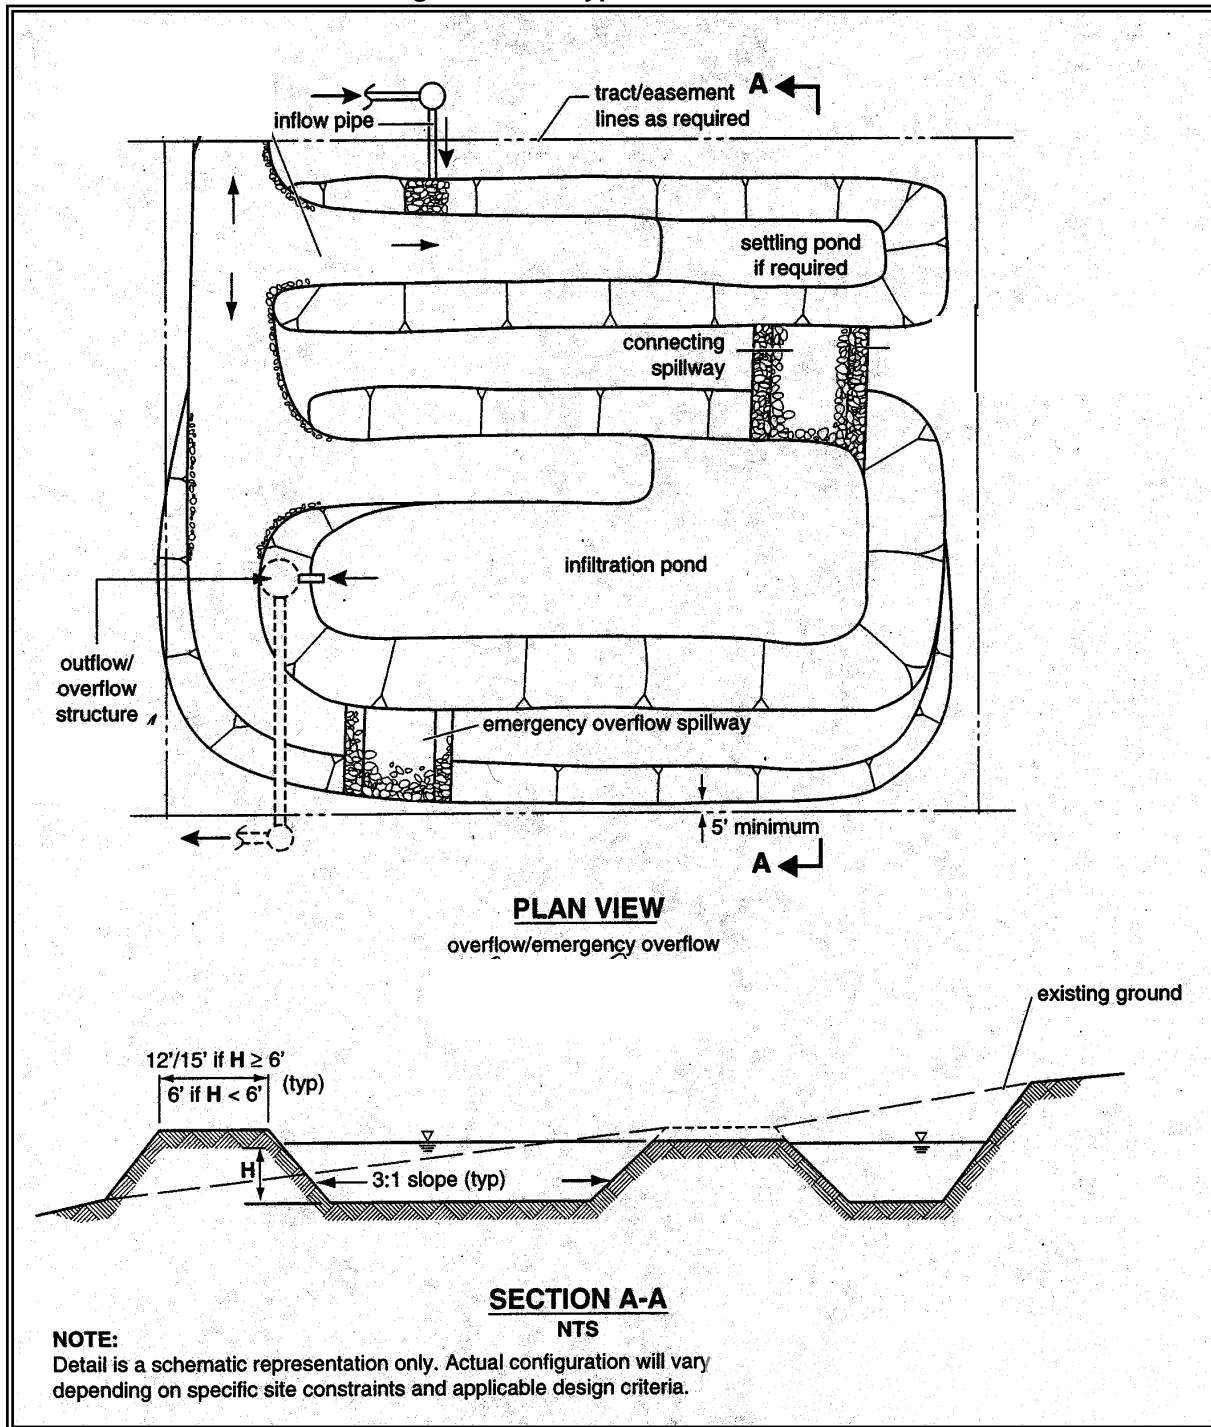 A
tract/easement
lines as required
inflow pipe
settling pond
if required
connecting
spillway
infiltration pond
outflow/
overflow
structure
emergency overflow spillway
5' minimum
A
PLAN VIEW
overflow/emergency overflow
existing ground
12'/15' if H ≥ 6'
6' if H < 6'
(typ)
H
3:1 slope (typ)
SECTION A-A
NTS
NOTE:
Detail is a schematic representation only. Actual configuration will vary
depending on specific site constraints and applicable design criteria.